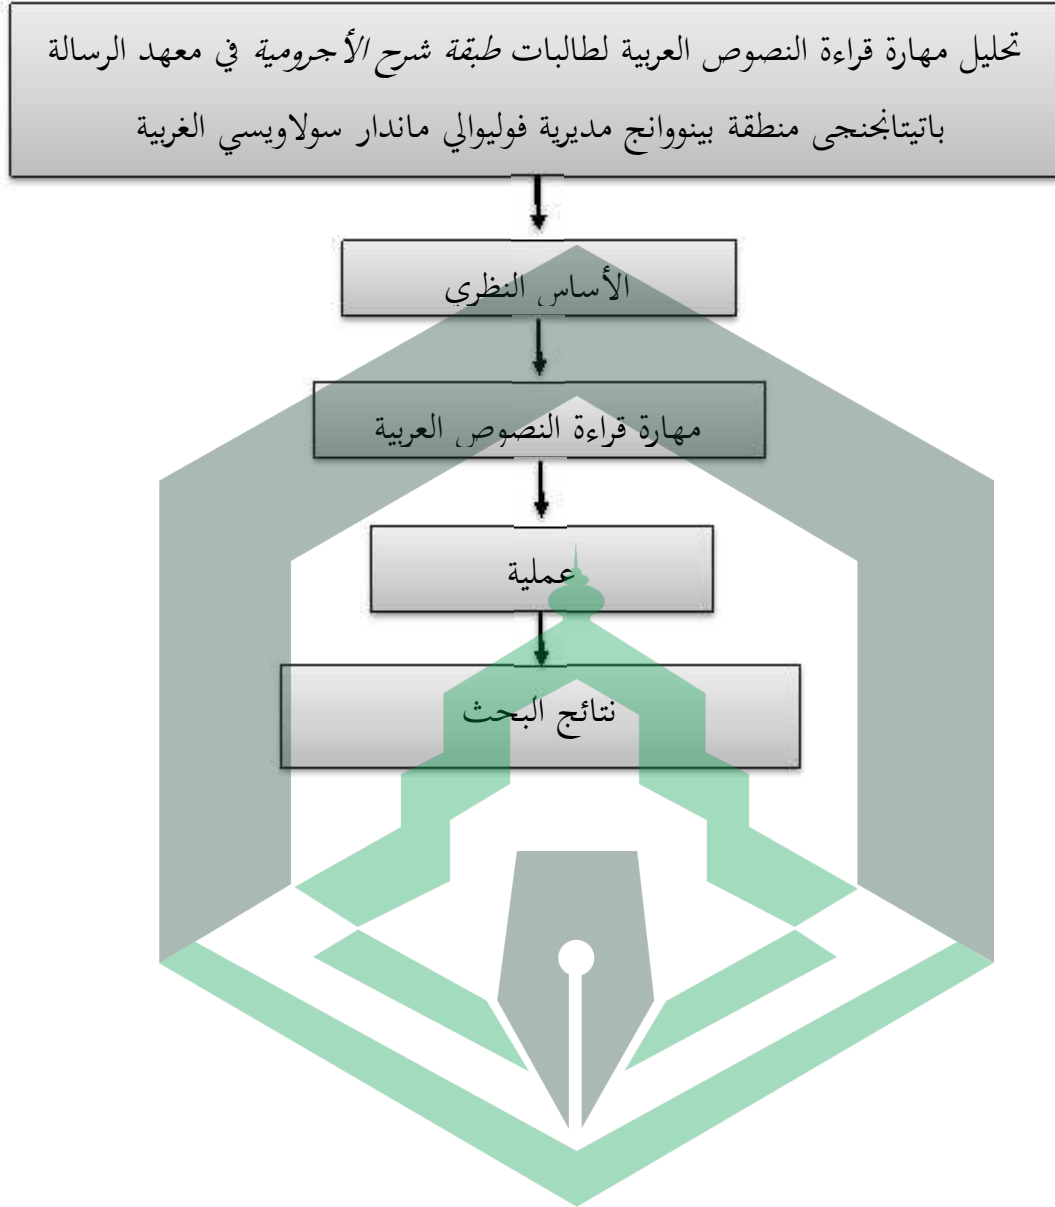 تحليل مهارة قراءة النصوص العربية لطالبات طبقة شرح الأجرومية في معهد الرسالة
باتيتانجنجى منطقة بينووانج مديرية فوليوالي ماندار سولاويسي الغربية
الأساس النظري
مهارة قراءة النصوص العربية
عملية
نتائج البحث